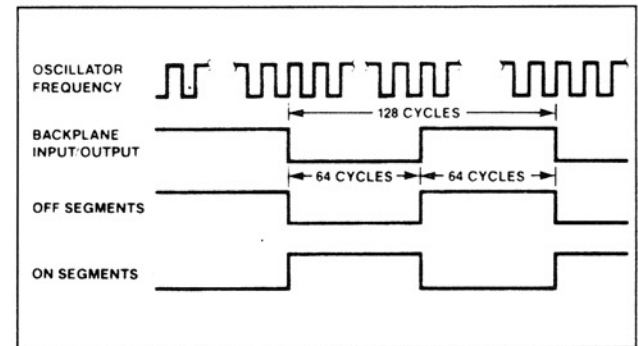 OSCILLATOR
FREQUENCY
128 CYCLES
BACKPLANE
INPUT/OUTPUT
64 CYCLES
64 CYCLES
OFF SEGMENTS
ON SEGMENTS